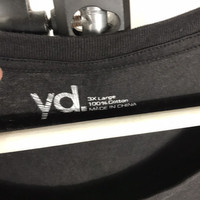 yd.
3X Large
100% Cotton
MADE IN CHINA